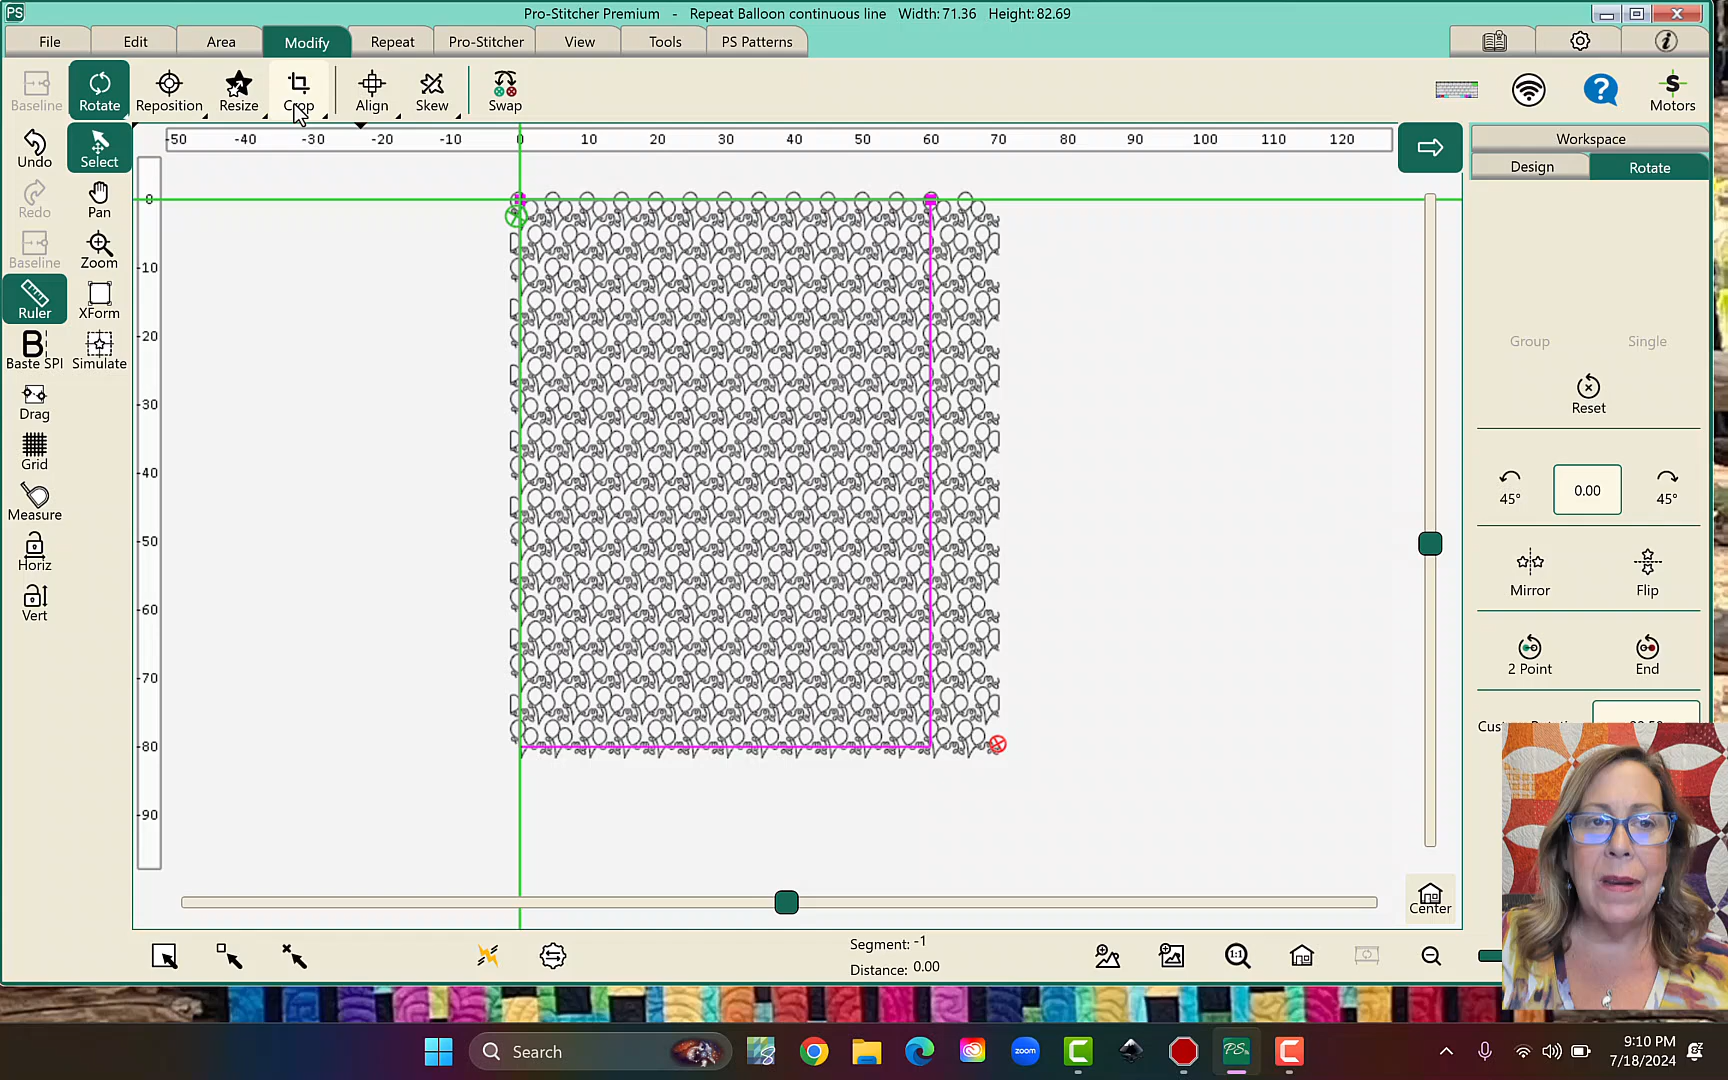 PS Pro-Stitcher Premium - Repeat Balloon continuous line Width: 71.36 Height: 82.69
File Edit Area Modify Repeat Pro-Stitcher View Tools PS Patterns
Baseline Rotate Reposition Resize Crop Align Skew Swap Motors
Undo Select
Redo Pan
Baseline Zoom
Ruler XForm
Baste SPI Simulate
Drag
Grid
Measure
Horiz
Vert
-50 -40 -30 -20 -10 0 10 20 30 40 50 60 70 80 90 100 110 120
0
-10
-20
-30
-40
-50
-60
-70
-80
-90
Center
Workspace
Design Rotate
Group Single
Reset
45° 0.00 45°
Mirror Flip
2 Point End
Segment: -1
Distance: 0.00
1:1
Search
zoom
PS
9:10 PM
7/18/2024